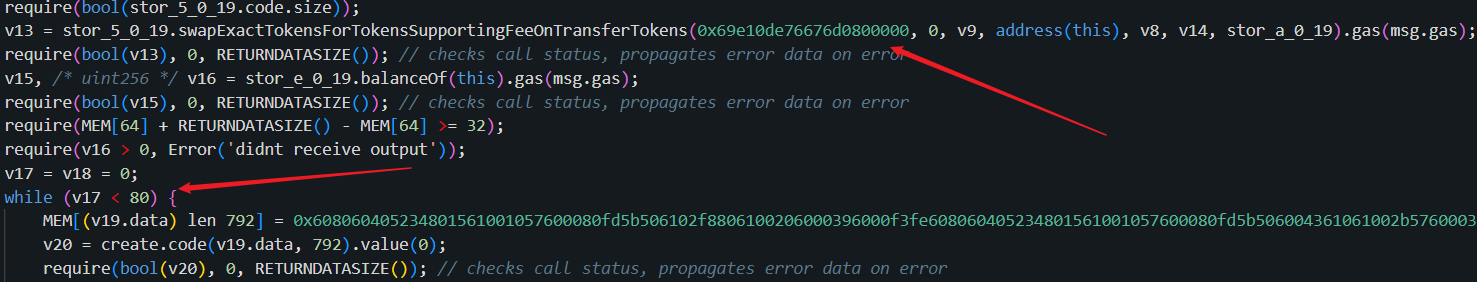 require(bool(stor_5_0_19.code.size));
v13 = stor_5_0_19.swapExactTokensForTokensSupportingFeeOnTransferTokens(0x69e10de76676d0800000, 0, v9, address(this), v8, v14, stor_a_0_19).gas(msg.gas);
require(bool(v13), 0, RETURNDATASIZE()); // checks call status, propagates error data on error
v15, /* uint256 */ v16 = stor_e_0_19.balanceOf(this).gas(msg.gas);
require(bool(v15), 0, RETURNDATASIZE()); // checks call status, propagates error data on error
require(MEM[64] + RETURNDATASIZE() - MEM[64] >= 32);
require(v16 > 0, Error('didnt receive output'));
v17 = v18 = 0;
while (v17 < 80) {
MEM[(v19.data) len 792] = 0x608060405234801561001057600080fd5b506102f8806100206000396000f3fe608060405234801561001057600080fd5b506004361061002b5760003
v20 = create.code(v19.data, 792).value(0);
require(bool(v20), 0, RETURNDATASIZE()); // checks call status, propagates error data on error